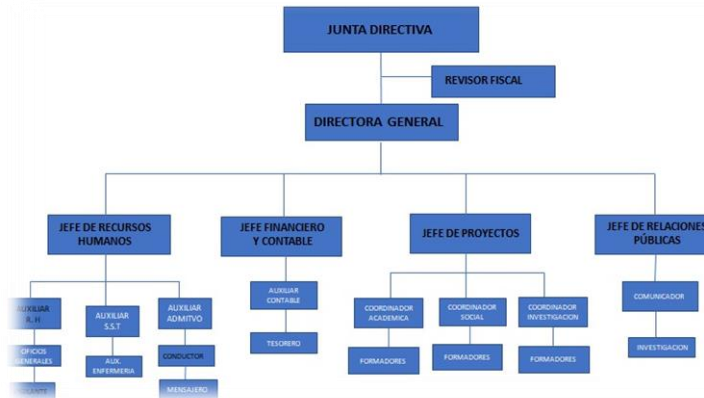 JUNTA DIRECTIVA
REVISOR FISCAL
DIRECTORA GENERAL
JEFE DE RECURSOS
HUMANOS
JEFE FINANCIERO
Y CONTABLE
JEFE DE PROYECTOS
JEFE DE RELACIONES
PÚBLICAS
AUXILIAR
R. H
AUXILIAR
S.S.T
AUXILIAR
ADMITVO
AUXILIAR
CONTABLE
COORDINADOR
ACADEMICA
COORDINADOR
SOCIAL
COORDINADOR
INVESTIGACION
COMUNICADOR
OFICIOS
GENERALES
AUX.
ENFERMERIA
CONDUCTOR
TESORERO
FORMADORES
FORMADORES
FORMADORES
INVESTIGACION
MENSAJERO